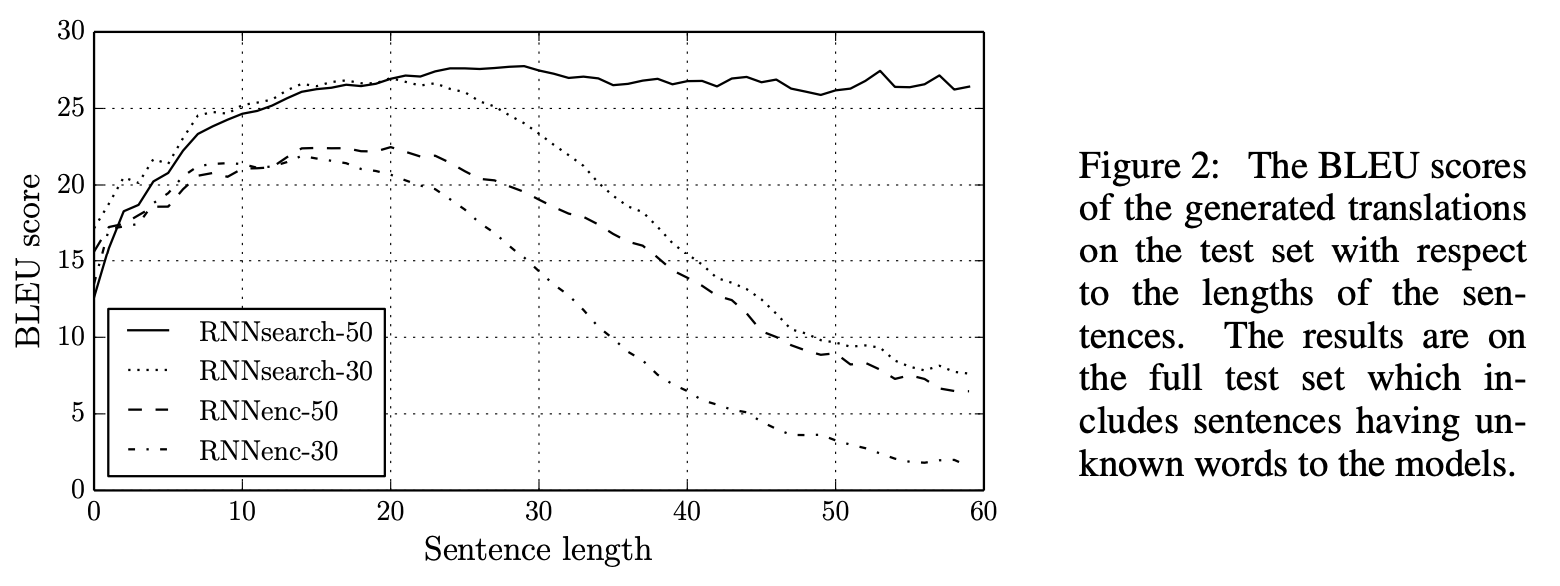 30
25
20
15
10
5
0
BLEU score
RNNsearch-50
RNNsearch-30
RNNenc-50
RNNenc-30
0 10 20 30 40 50 60
Sentence length
Figure 2: The BLEU scores
of the generated translations
on the test set with respect
to the lengths of the sen-
tences. The results are on
the full test set which in-
cludes sentences having un-
known words to the models.